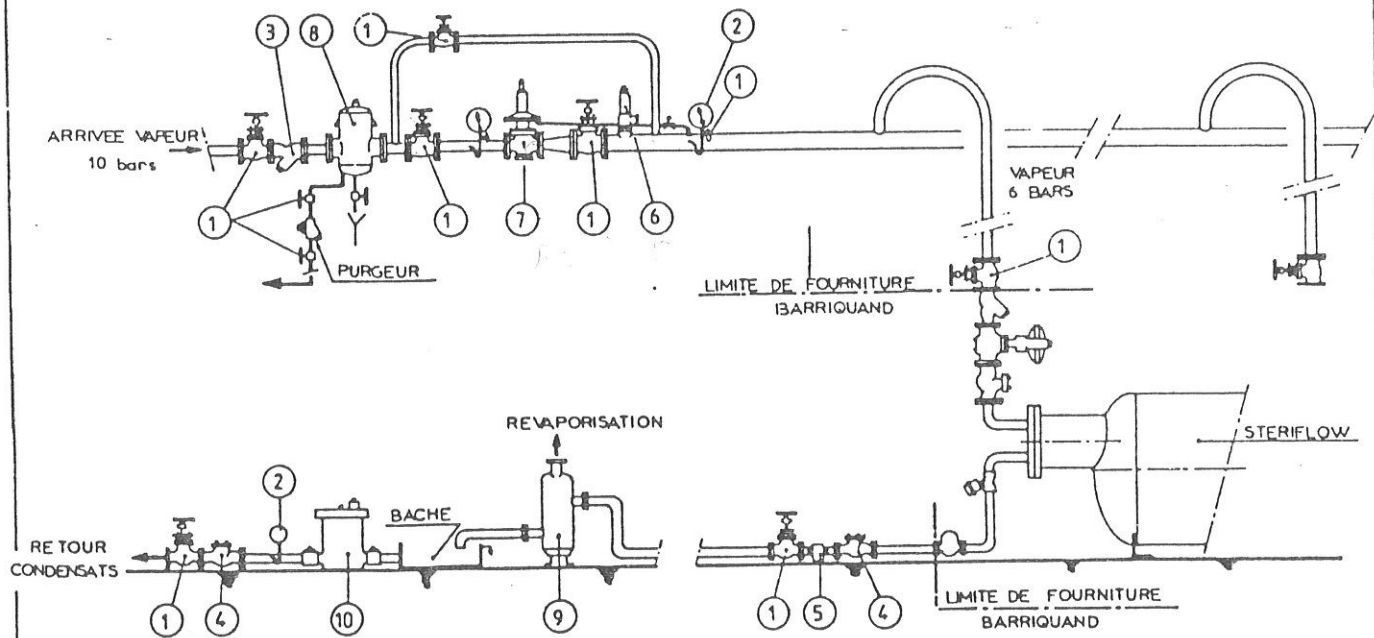 3
8
1
2
1
ARRIVEE VAPEUR
10 bars
1
1
7
1
6
PURGEUR
VAPEUR
6 BARS
1
LIMITE DE FOURNITURE
BARRIQUAND
REVAPORISATION
STERIFLOW
2
BACHE
RETOUR
CONDENSATS
1
4
10
9
1
5
4
LIMITE DE FOURNITURE
BARRIQUAND